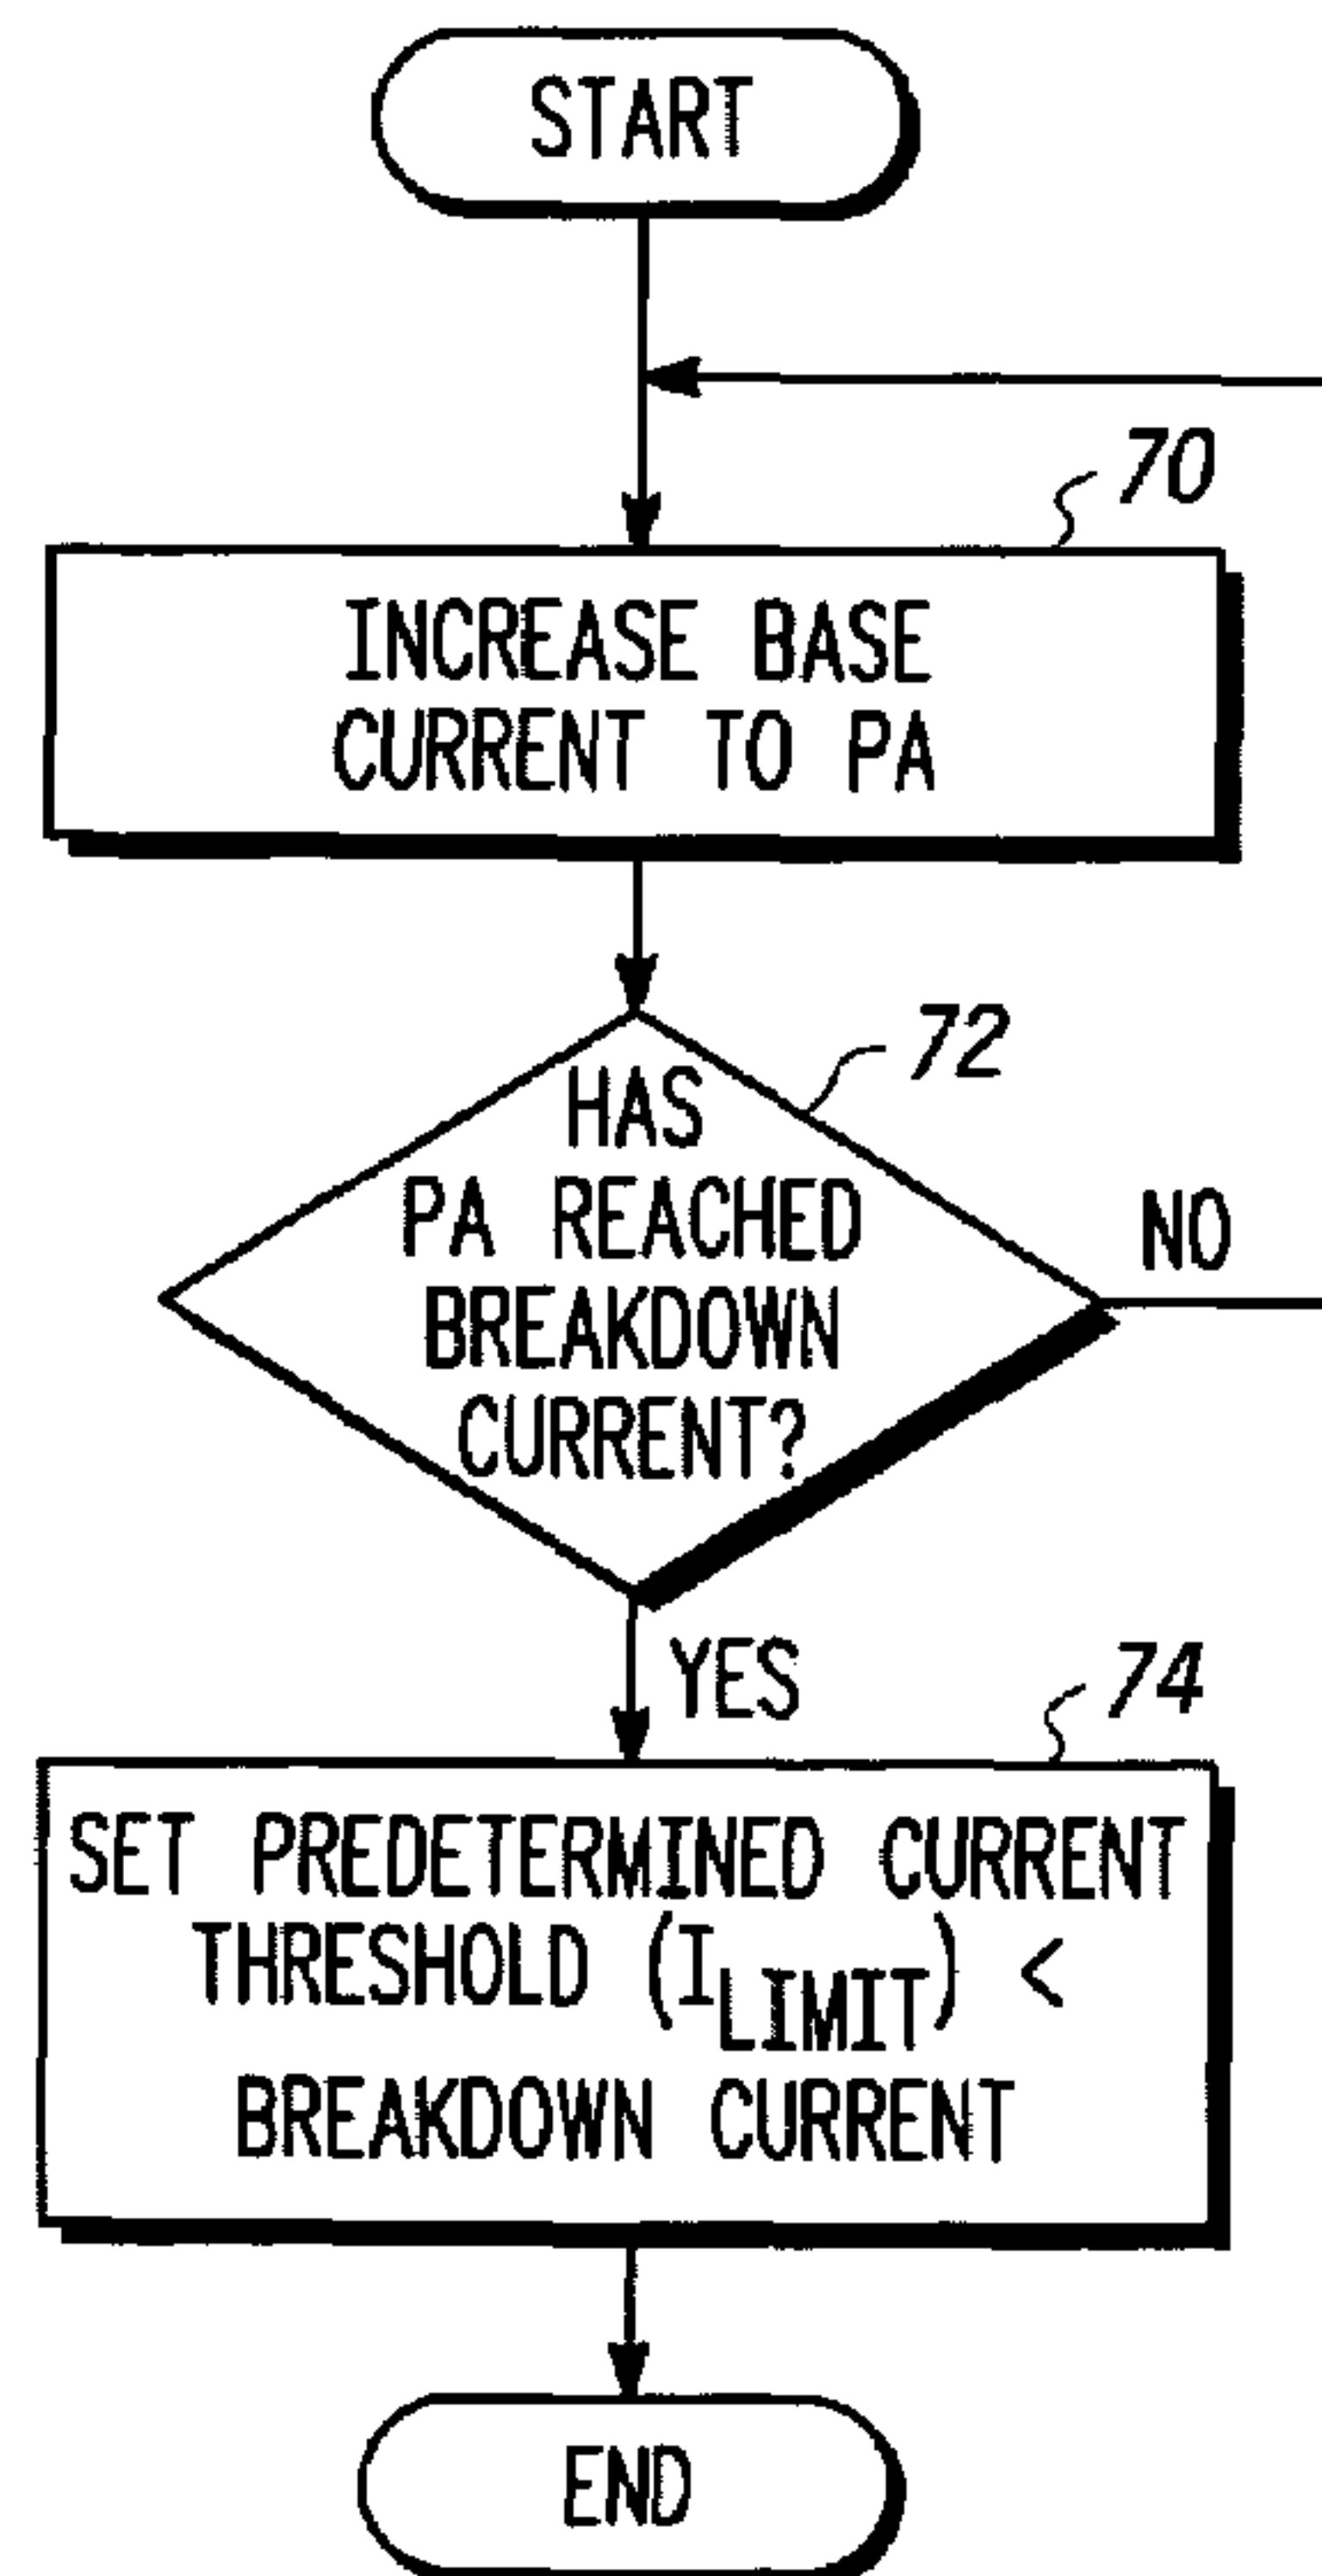 START
70
INCREASE BASE
CURRENT TO PA
72
HAS
PA REACHED
BREAKDOWN
CURRENT?
NO
YES
74
SET PREDETERMINED CURRENT
THRESHOLD (ILIMIT) <
BREAKDOWN CURRENT
END